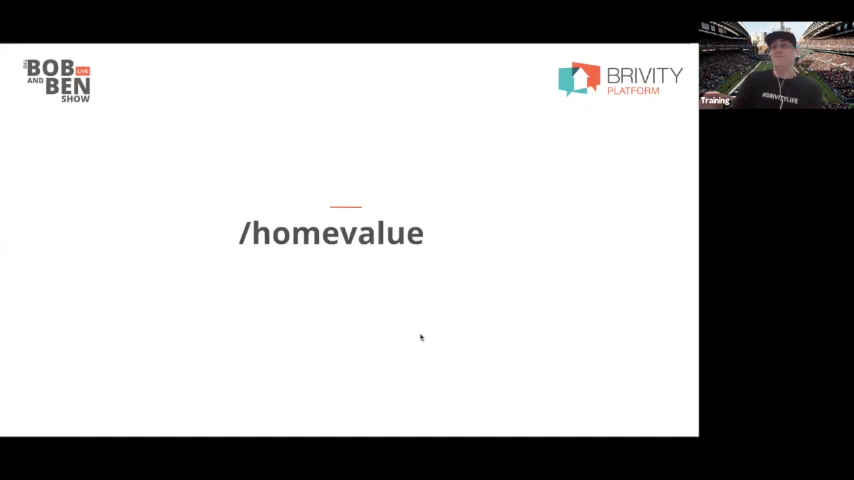 THE
BOB LIVE
AND BEN
SHOW
BRIVITY
PLATFORM
Training
#BRIVITYLIFE
/homevalue